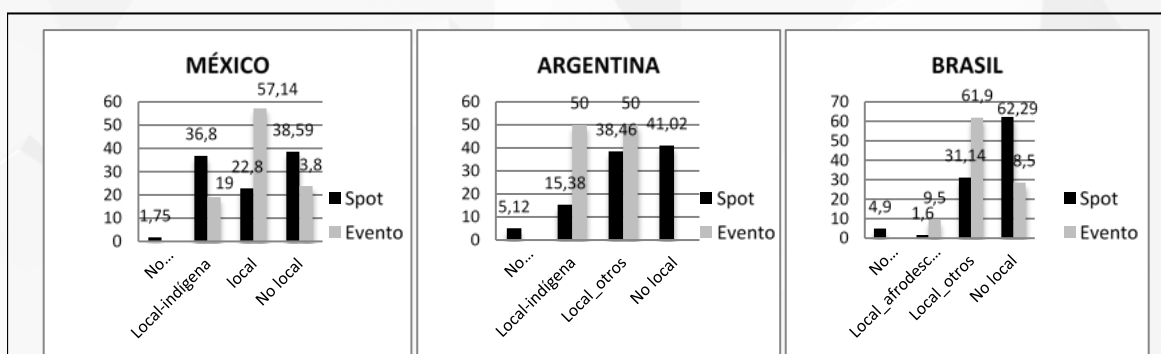 MÉXICO
57,14
60
50
40
30
20
10
0
1,75
36,8
19
22,8
38,59
3,8
No...
Local-indígena
local
No local
Spot
Evento
ARGENTINA
50
50
60
50
40
30
20
10
0
5,12
15,38
38,46
41,02
No...
Local-indígena
Local_otros
No local
Spot
Evento
BRASIL
61,9
70
60
50
40
30
20
10
0
4,9
1,6
9,5
31,14
62,29
8,5
No...
Local_afrodesc...
Local_otros
No local
Spot
Evento